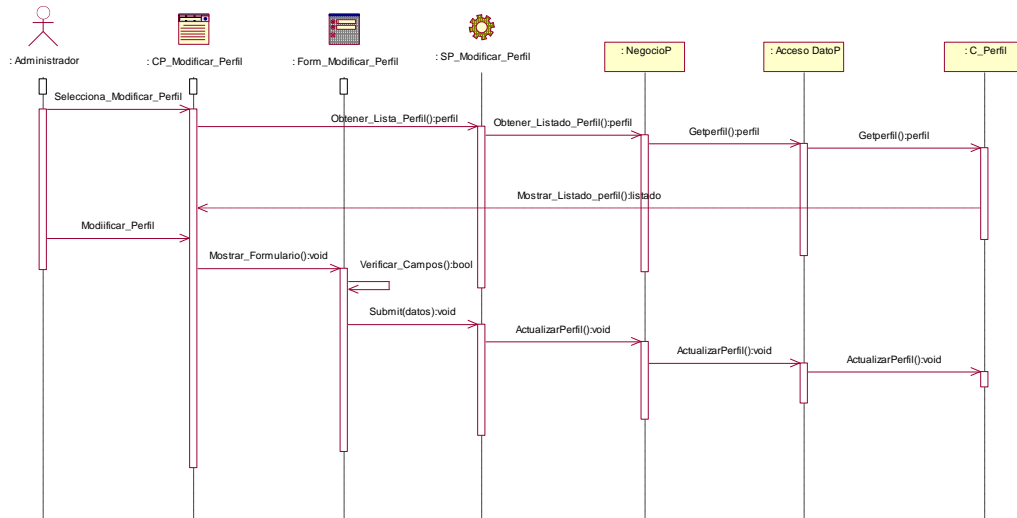 : Administrador
: CP_Modificar_Perfil
: Form_Modificar_Perfil
: SP_Modificar_Perfil
: NegocioP
: Acceso DatoP
: C_Perfil
Selecciona_Modificar_Perfil
Obtener_Lista_Perfil():perfil
Obtener_Listado_Perfil():perfil
Getperfil():perfil
Getperfil():perfil
Mostrar_Listado_perfil():listado
Modiificar_Perfil
Mostrar_Formulario():void
Verificar_Campos():bool
Submit(datos):void
ActualizarPerfil():void
ActualizarPerfil():void
ActualizarPerfil():void